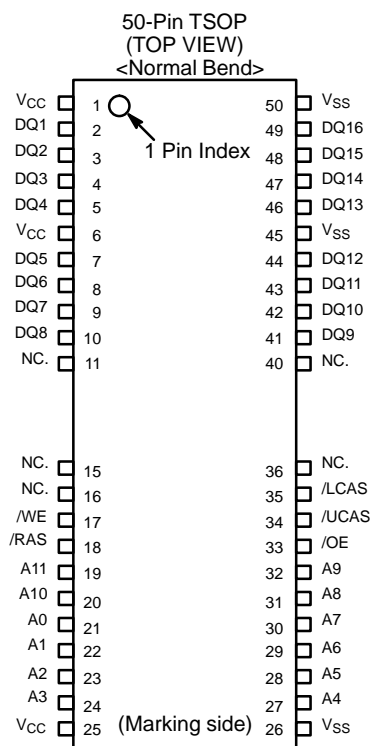 50-Pin TSOP
(TOP VIEW)
<Normal Bend>
VCC 1 50 VSS
DQ1 2 49 DQ16
1 Pin Index
DQ2 3 48 DQ15
DQ3 4 47 DQ14
DQ4 5 46 DQ13
VCC 6 45 VSS
DQ5 7 44 DQ12
DQ6 8 43 DQ11
DQ7 9 42 DQ10
DQ8 10 41 DQ9
NC. 11 40 NC.
NC. 15 36 NC.
NC. 16 35 /LCAS
/WE 17 34 /UCAS
/RAS 18 33 /OE
A11 19 32 A9
A10 20 31 A8
A0 21 30 A7
A1 22 29 A6
A2 23 28 A5
A3 24 27 A4
VCC 25 (Marking side) 26 VSS